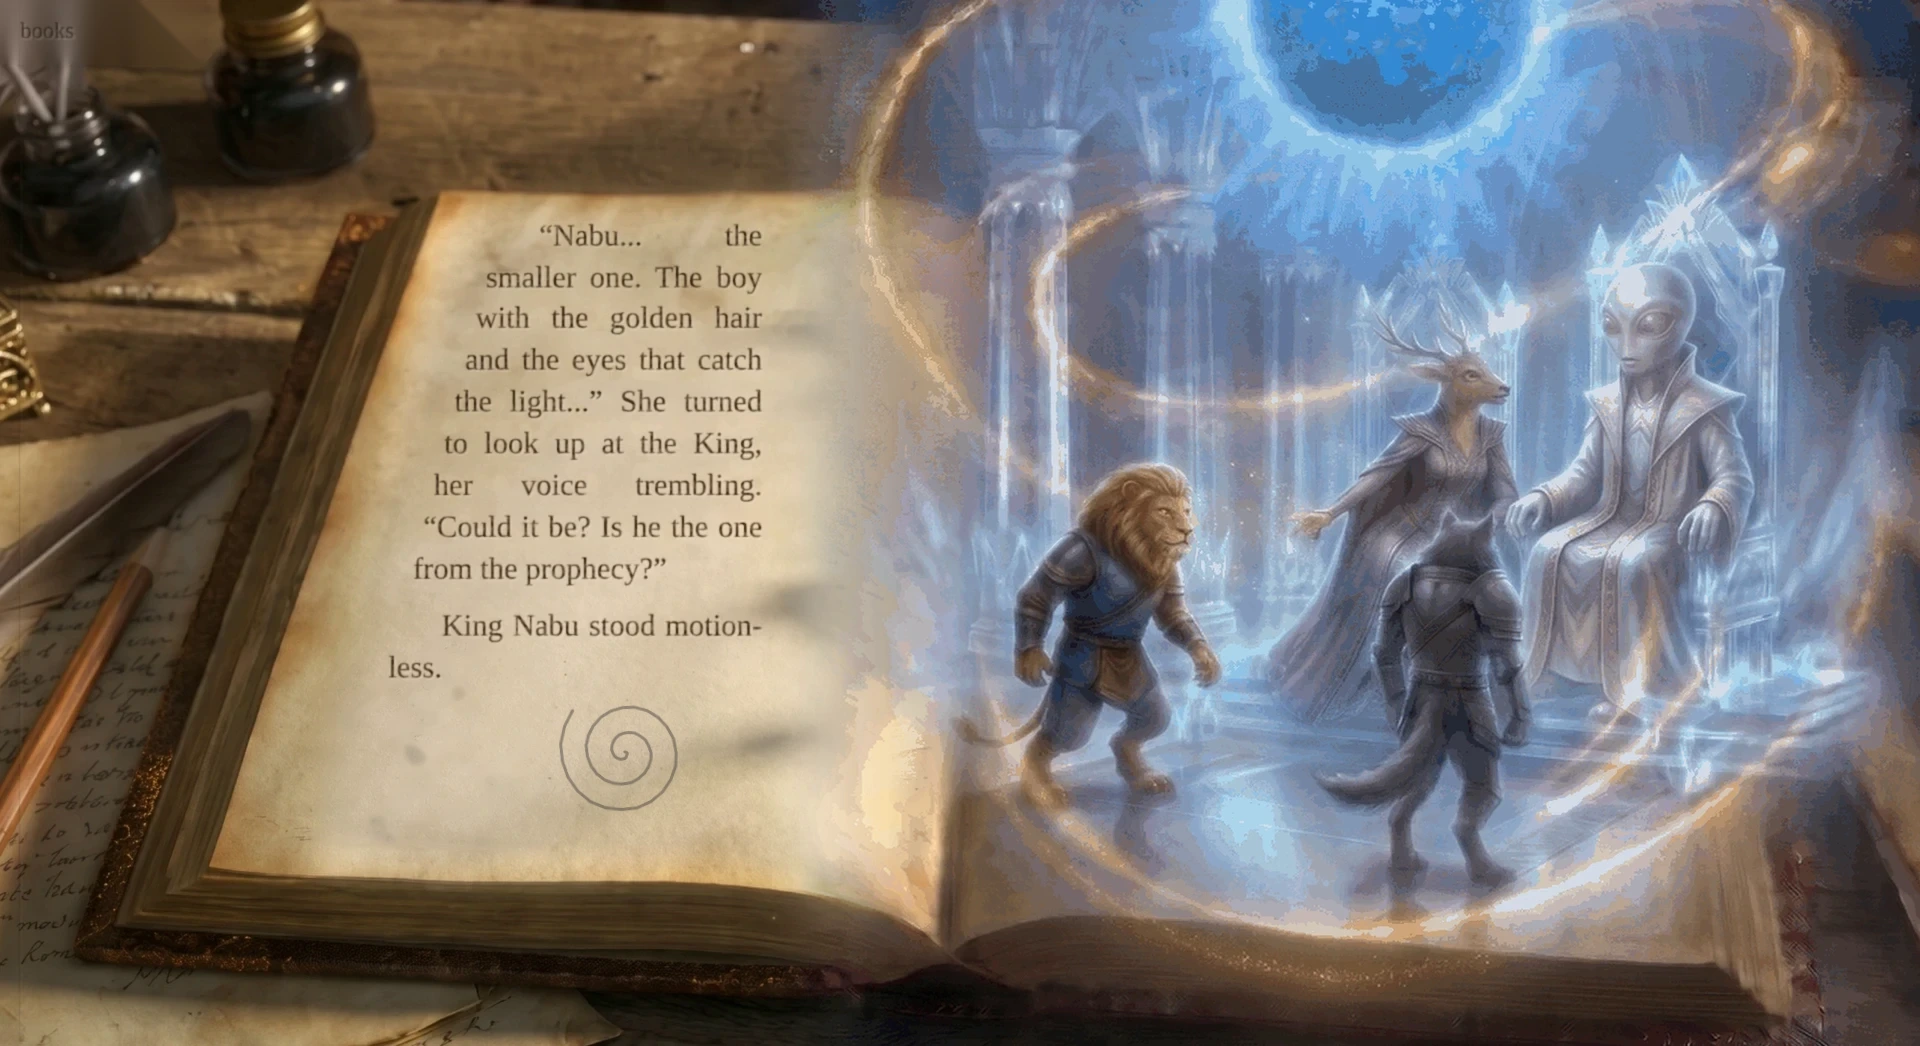 books
“Nabu... the
smaller one. The boy
with the golden hair
and the eyes that catch
the light...” She turned
to look up at the King,
her voice trembling.
“Could it be? Is he the one
from the prophecy?”
King Nabu stood motion-
less.